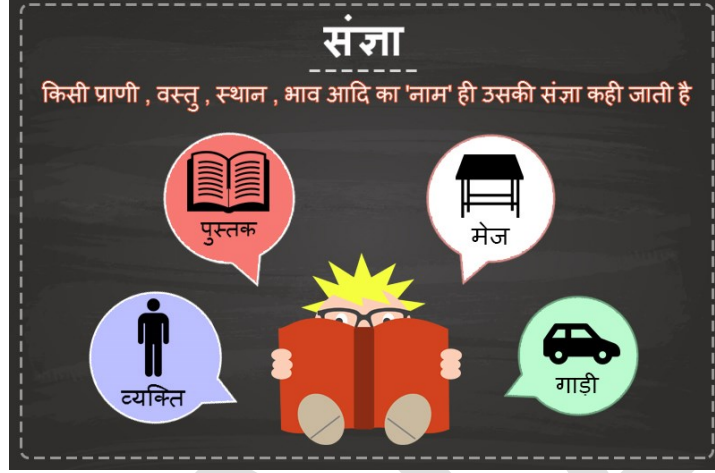 संज्ञा
किसी प्राणी , वस्तु , स्थान , भाव आदि का 'नाम' ही उसकी संज्ञा कही जाती है
पुस्तक
मेज
व्यक्ति
गाड़ी